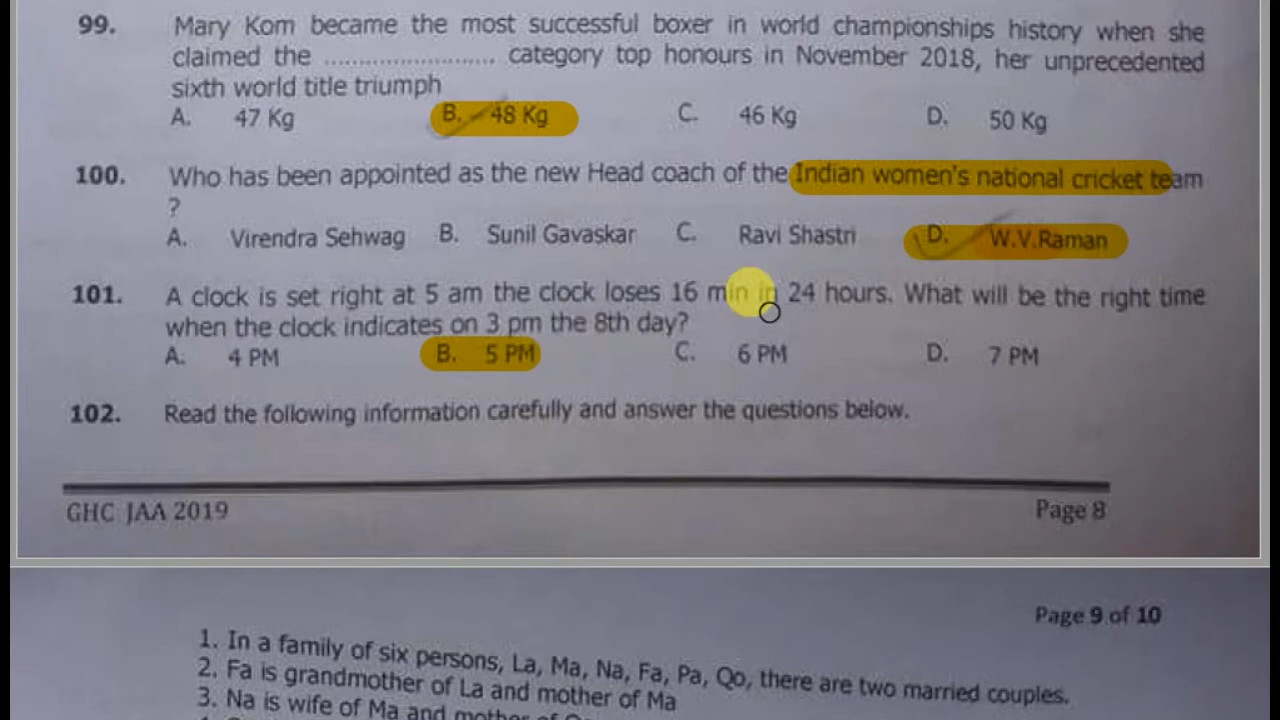 99. Mary Kom became the most successful boxer in world championships history when she
claimed the ......................... category top honours in November 2018, her unprecedented
sixth world title triumph
A. 47 Kg B. 48 Kg C. 46 Kg D. 50 Kg
100. Who has been appointed as the new Head coach of the Indian women's national cricket team
?
A. Virendra Sehwag B. Sunil Gavaskar C. Ravi Shastri D. W.V.Raman
101. A clock is set right at 5 am the clock loses 16 min in 24 hours. What will be the right time
when the clock indicates on 3 pm the 8th day?
A. 4 PM B. 5 PM C. 6 PM D. 7 PM
102. Read the following information carefully and answer the questions below.
GHC JAA 2019 Page 8
Page 9 of 10
1. In a family of six persons, La, Ma, Na, Fa, Pa, Qo, there are two married couples.
2. Fa is grandmother of La and mother of Ma
3. Na is wife of Ma and mother of